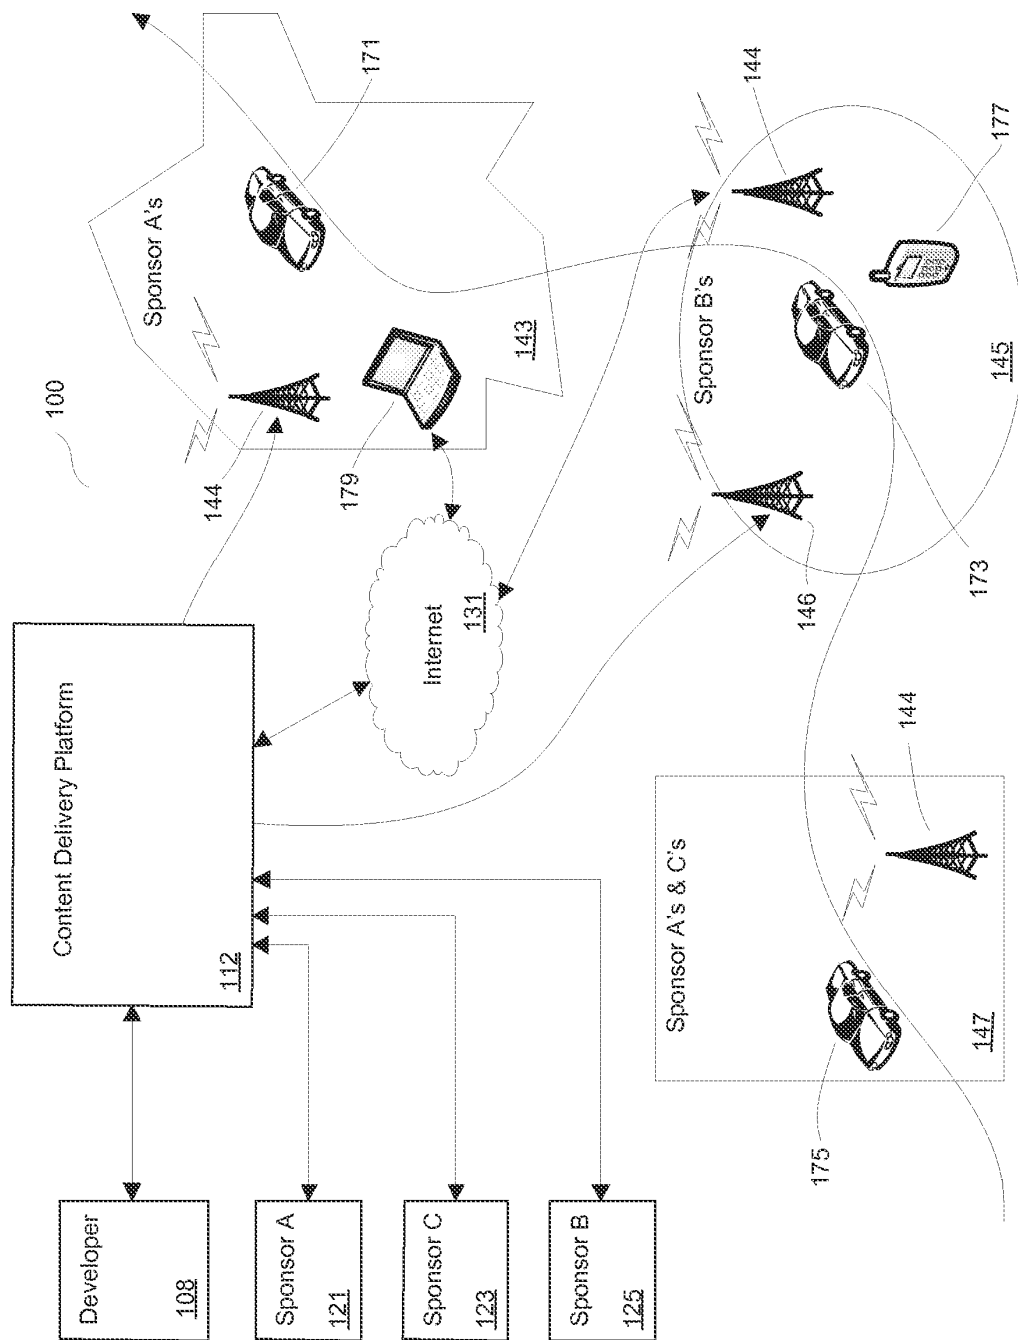 100
Content Delivery Platform
112
Developer
108
Sponsor A
121
Sponsor C
123
Sponsor B
125
Internet
131
Sponsor A's
143
144
171
179
Sponsor B's
145
144
146
173
177
Sponsor A's & C's
147
144
175